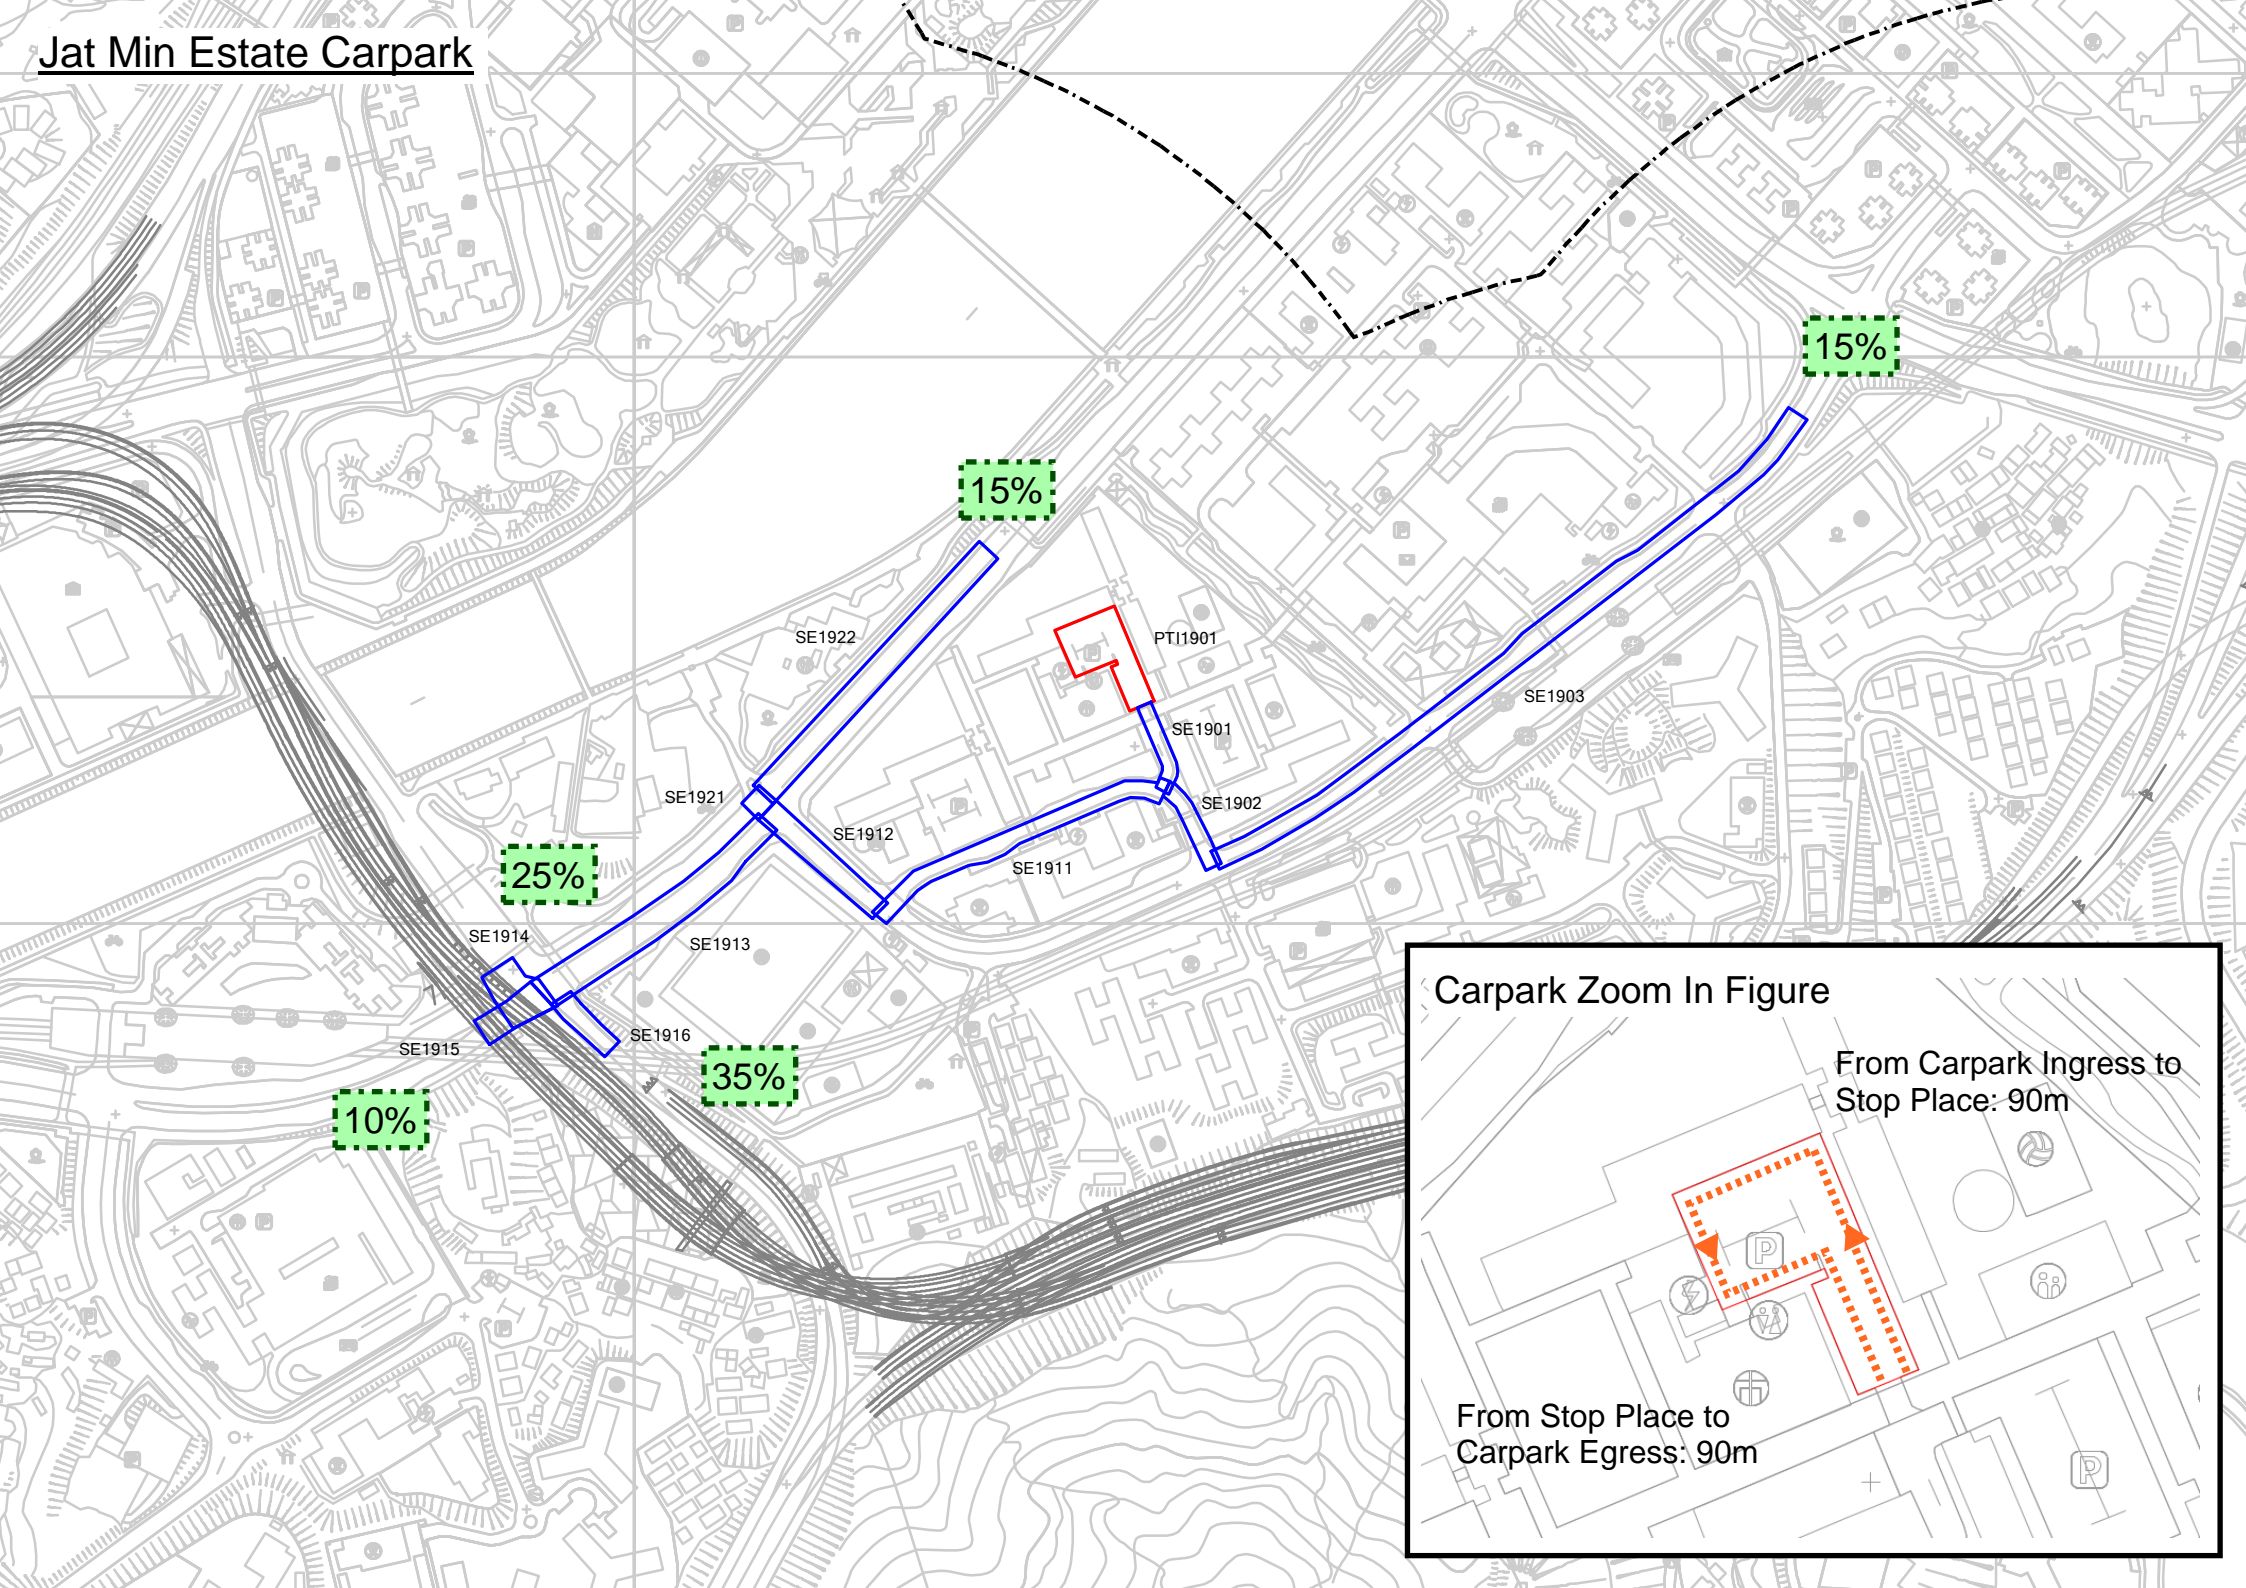 Jat Min Estate Carpark
15%
15%
SE1922
PTI1901
SE1903
SE1901
SE1921
SE1902
SE1912
SE1911
25%
SE1914
SE1913
SE1916
SE1915
35%
10%
Carpark Zoom In Figure
From Carpark Ingress to
Stop Place: 90m
P
From Stop Place to
Carpark Egress: 90m
P